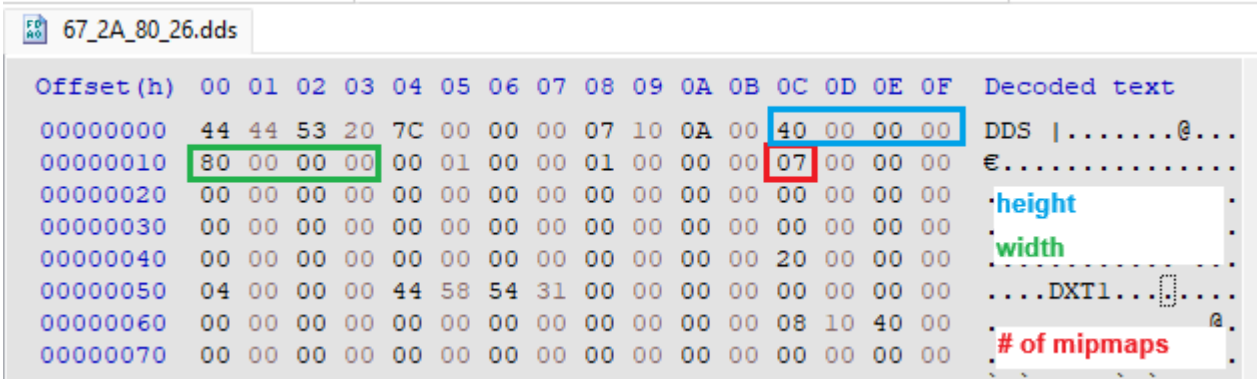 67_2A_80_26.dds
Offset(h) 00 01 02 03 04 05 06 07 08 09 0A 0B 0C 0D 0E 0F Decoded text
00000000 44 44 53 20 7C 00 00 00 07 10 0A 00 40 00 00 00 DDS |.......@...
00000010 80 00 00 00 00 01 00 00 01 00 00 00 07 00 00 00 €...............
00000020 00 00 00 00 00 00 00 00 00 00 00 00 00 00 00 00
height
00000030 00 00 00 00 00 00 00 00 00 00 00 00 00 00 00 00
width
00000040 00 00 00 00 00 00 00 00 00 00 00 00 20 00 00 00
00000050 04 00 00 00 44 58 54 31 00 00 00 00 00 00 00 00 ....DXT1........
00000060 00 00 00 00 00 00 00 00 00 00 00 00 08 10 40 00 @.
00000070 00 00 00 00 00 00 00 00 00 00 00 00 00 00 00 00
# of mipmaps